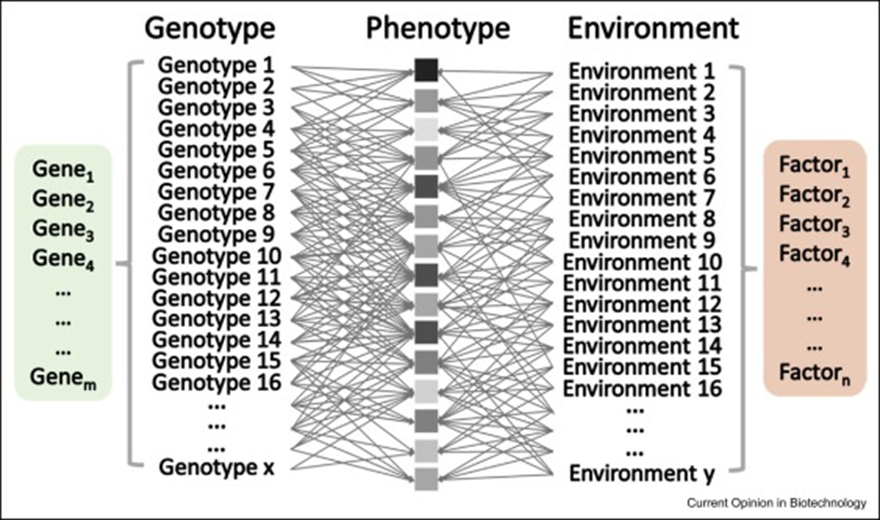 Genotype
Phenotype
Environment
Gene1
Gene2
Gene3
Gene4
...
...
...
Genem
Genotype 1
Genotype 2
Genotype 3
Genotype 4
Genotype 5
Genotype 6
Genotype 7
Genotype 8
Genotype 9
Genotype 10
Genotype 11
Genotype 12
Genotype 13
Genotype 14
Genotype 15
Genotype 16
...
...
...
Genotype x
Environment 1
Environment 2
Environment 3
Environment 4
Environment 5
Environment 6
Environment 7
Environment 8
Environment 9
Environment 10
Environment 11
Environment 12
Environment 13
Environment 14
Environment 15
Environment 16
...
...
...
Environment y
Factor1
Factor2
Factor3
Factor4
...
...
...
Factorn
Current Opinion in Biotechnology